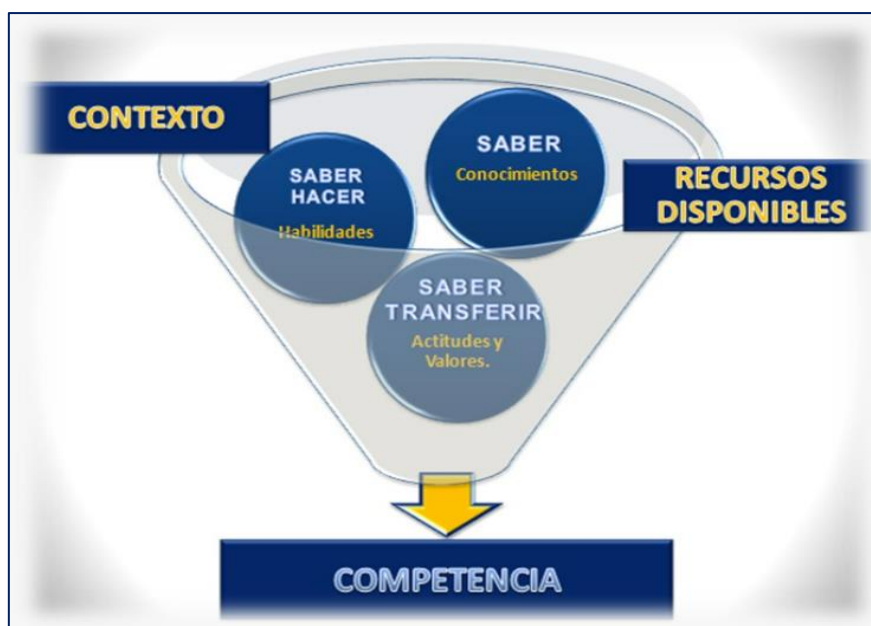 CONTEXTO
SABER
Conocimientos
SABER
HACER
Habilidades
RECURSOS
DISPONIBLES
SABER
TRANSFERIR
Actitudes y
Valores.
COMPETENCIA